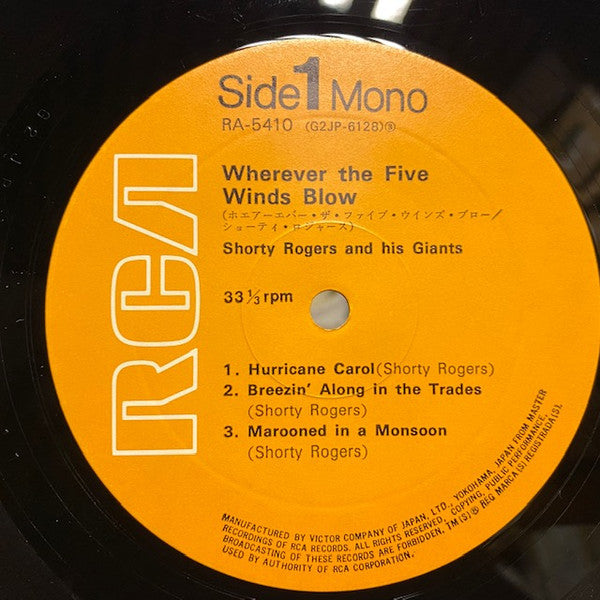 Side 1 Mono
RA-5410 (G2JP-6128)Ⓢ
Wherever the Five
Winds Blow
(ホエアーエバー・ザ・ファイブ・ウインズ・ブロー/
ショーティ・ロジャース)
Shorty Rogers and his Giants
33⅓ rpm
RCA
1. Hurricane Carol(Shorty Rogers)
2. Breezin' Along in the Trades
(Shorty Rogers)
3. Marooned in a Monsoon
(Shorty Rogers)
MANUFACTURED BY VICTOR COMPANY OF JAPAN, LTD., YOKOHAMA, JAPAN FROM MASTER
RECORDINGS OF RCA RECORDS. ALL RIGHTS RESERVED, COPYING, PUBLIC PERFORMANCE,
BROADCASTING OF THESE RECORDS ARE FORBIDDEN, TM(S)® REG MARCA(S) REGISTRADA(S).
USED BY AUTHORITY OF RCA CORPORATION.